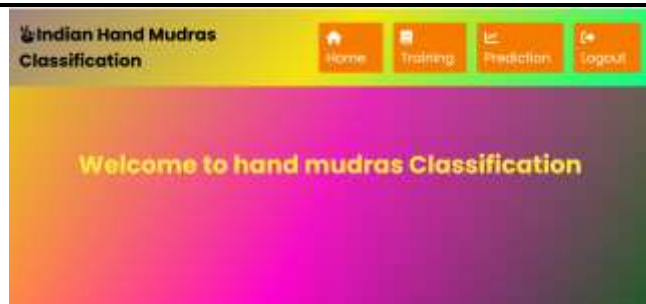 Indian Hand Mudras
Classification
Home
Training
Prediction
Logout
Welcome to hand mudras Classification